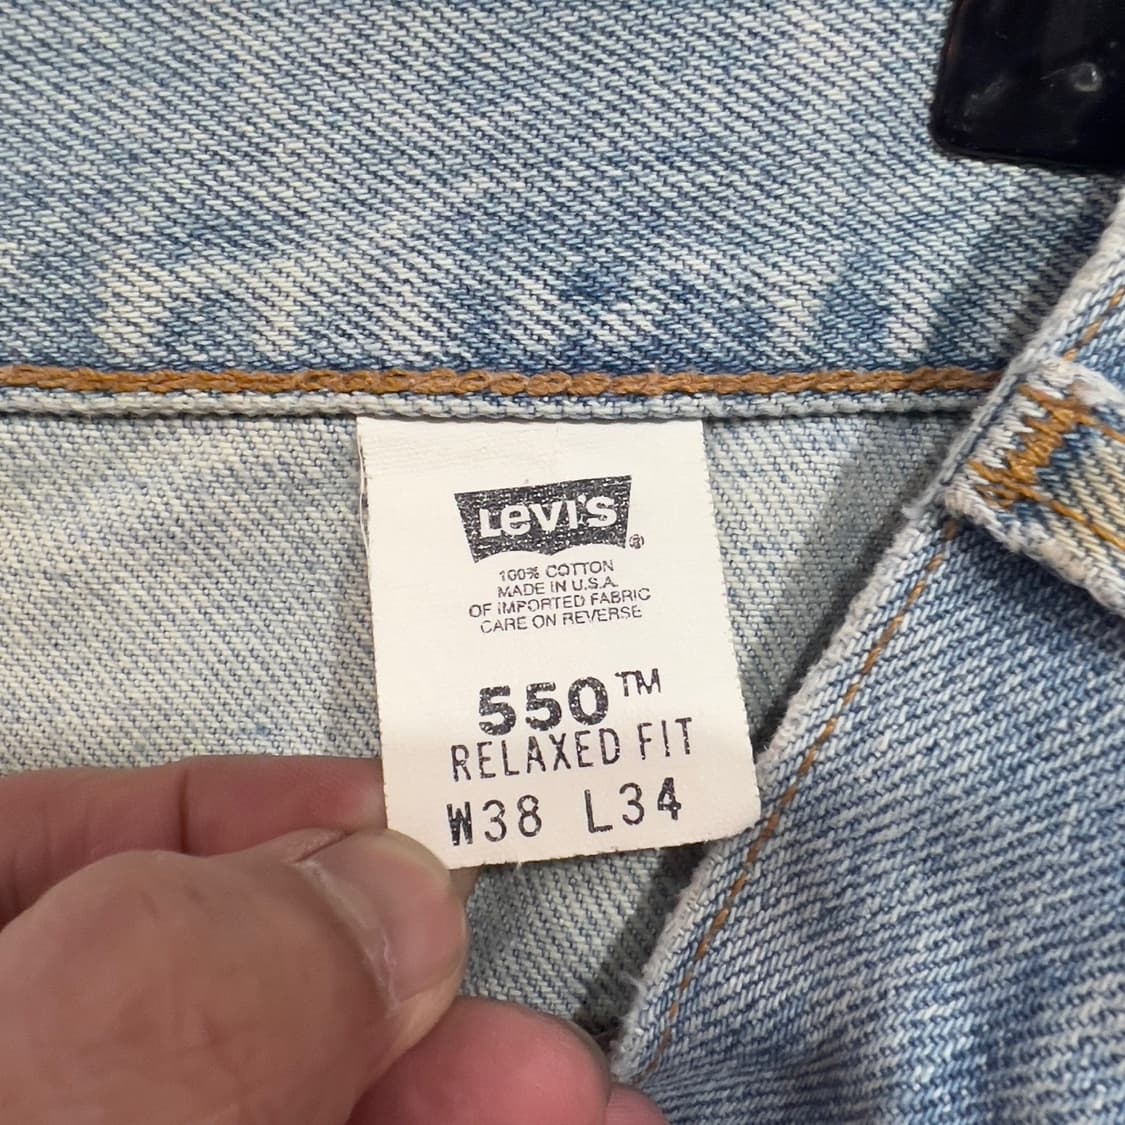 LEVI'S®
100% COTTON
MADE IN U.S.A.
OF IMPORTED FABRIC
CARE ON REVERSE
550™
RELAXED FIT
W38 L34